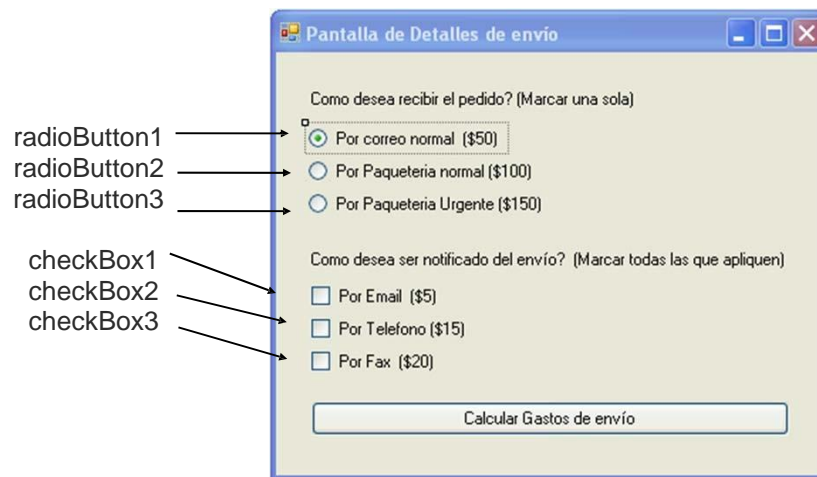 Pantalla de Detalles de envío
Como desea recibir el pedido? (Marcar una sola)
radioButton1
Por correo normal ($50)
radioButton2
Por Paqueteria normal ($100)
radioButton3
Por Paqueteria Urgente ($150)
Como desea ser notificado del envío? (Marcar todas las que apliquen)
checkBox1
Por Email ($5)
checkBox2
Por Telefono ($15)
checkBox3
Por Fax ($20)
Calcular Gastos de envío